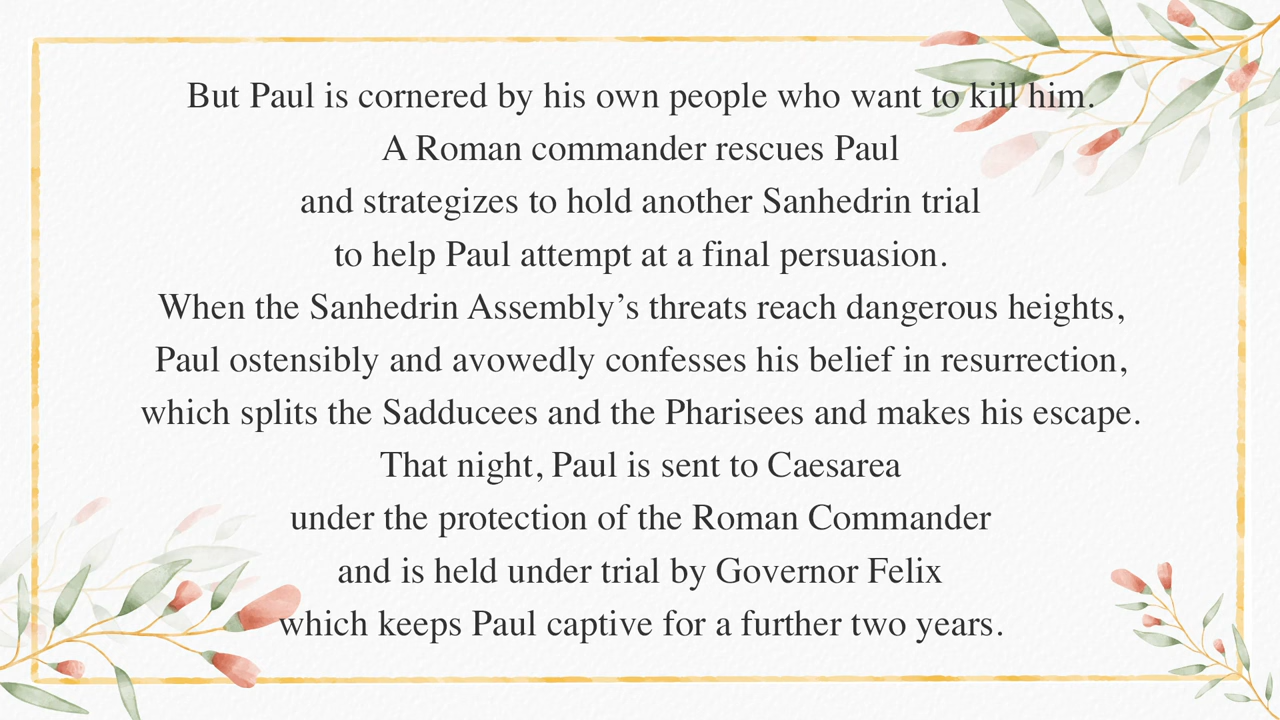 But Paul is cornered by his own people who want to kill him.
A Roman commander rescues Paul
and strategizes to hold another Sanhedrin trial
to help Paul attempt at a final persuasion.
When the Sanhedrin Assembly’s threats reach dangerous heights,
Paul ostensibly and avowedly confesses his belief in resurrection,
which splits the Sadducees and the Pharisees and makes his escape.
That night, Paul is sent to Caesarea
under the protection of the Roman Commander
and is held under trial by Governor Felix
which keeps Paul captive for a further two years.